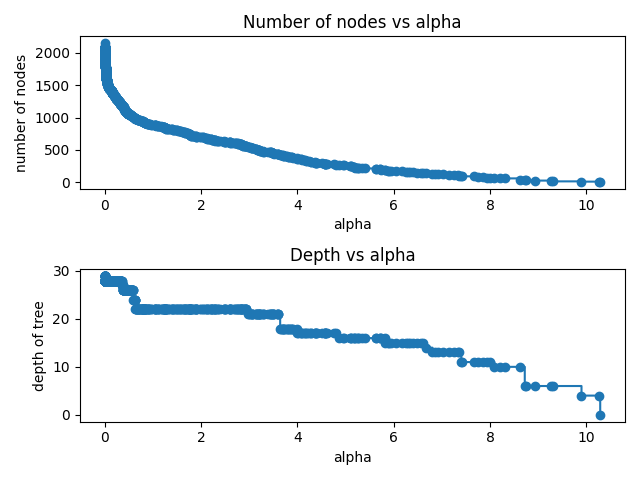 Number of nodes vs alpha
number of nodes
2000
1500
1000
500
0
0 2 4 6 8 10
alpha
Depth vs alpha
depth of tree
30
20
10
0
0 2 4 6 8 10
alpha